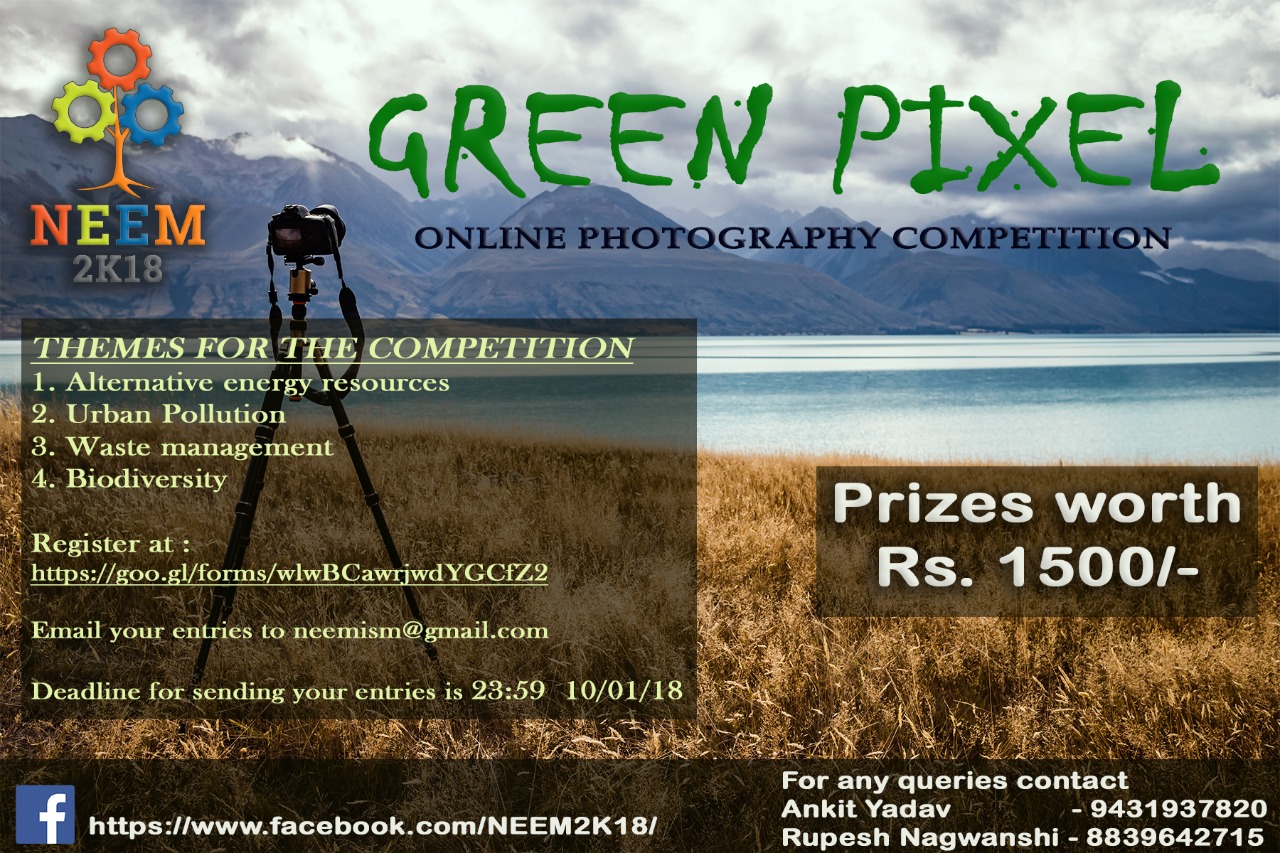 NEEM
2K18
GREEN PIXEL
ONLINE PHOTOGRAPHY COMPETITION
THEMES FOR THE COMPETITION
1. Alternative energy resources
2. Urban Pollution
3. Waste management
4. Biodiversity
Register at :
https://goo.gl/forms/wlwBCawrjwdYGCfZ2
Email your entries to neemism@gmail.com
Deadline for sending your entries is 23:59 10/01/18
Prizes worth
Rs. 1500/-
f https://www.facebook.com/NEEM2K18/
For any queries contact
Ankit Yadav - 9431937820
Rupesh Nagwanshi - 8839642715